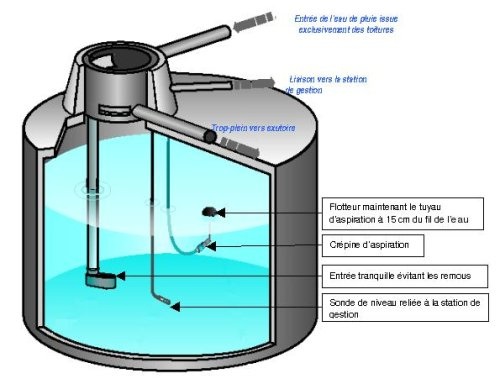 Entrée de l'eau de pluie issue
exclusivement des toitures
Liaison vers la station
de gestion
Trop-plein vers exutoire
Flotteur maintenant le tuyau
d'aspiration à 15 cm du fil de l'eau
Crépine d'aspiration
Entrée tranquille évitant les remous
Sonde de niveau reliée à la station de
gestion